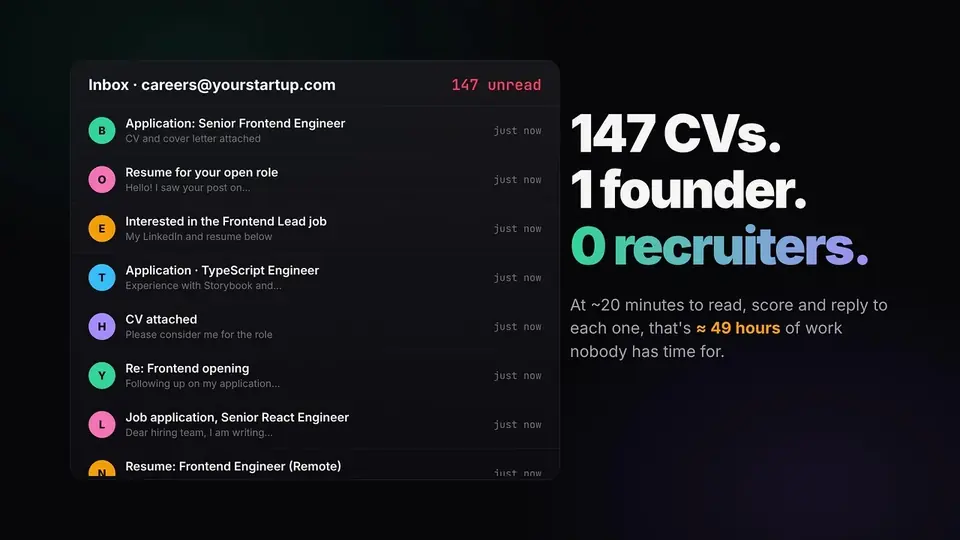 Inbox · careers@yourstartup.com
147 unread
B
Application: Senior Frontend Engineer
CV and cover letter attached
just now
O
Resume for your open role
Hello! I saw your post on...
just now
E
Interested in the Frontend Lead job
My LinkedIn and resume below
just now
T
Application · TypeScript Engineer
Experience with Storybook and...
just now
H
CV attached
Please consider me for the role
just now
Y
Re: Frontend opening
Following up on my application...
just now
L
Job application, Senior React Engineer
Dear hiring team, I am writing...
just now
N
Resume: Frontend Engineer (Remote)
just now
147 CVs.
1 founder.
0 recruiters.
At ~20 minutes to read, score and reply to
each one, that's ≈ 49 hours of work
nobody has time for.